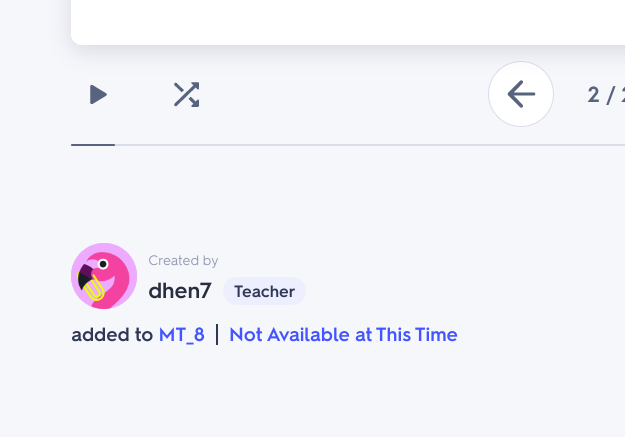 2 / 2
Created by
dhen7 Teacher
added to MT_8 | Not Available at This Time